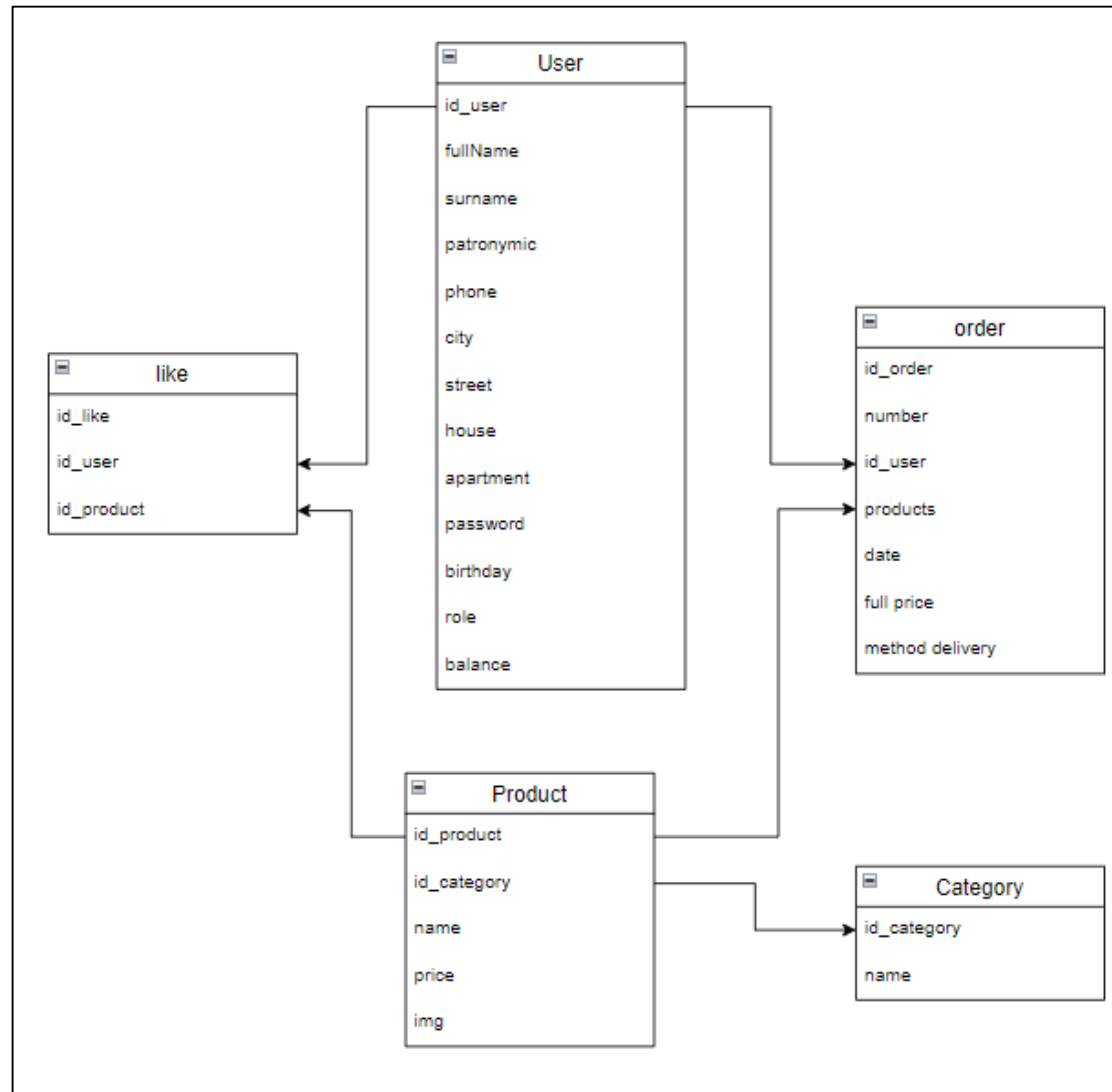 User
id_user
fullName
surname
patronymic
phone
city
street
house
apartment
password
birthday
role
balance
like
id_like
id_user
id_product
order
id_order
number
id_user
products
date
full price
method delivery
Product
id_product
id_category
name
price
img
Category
id_category
name